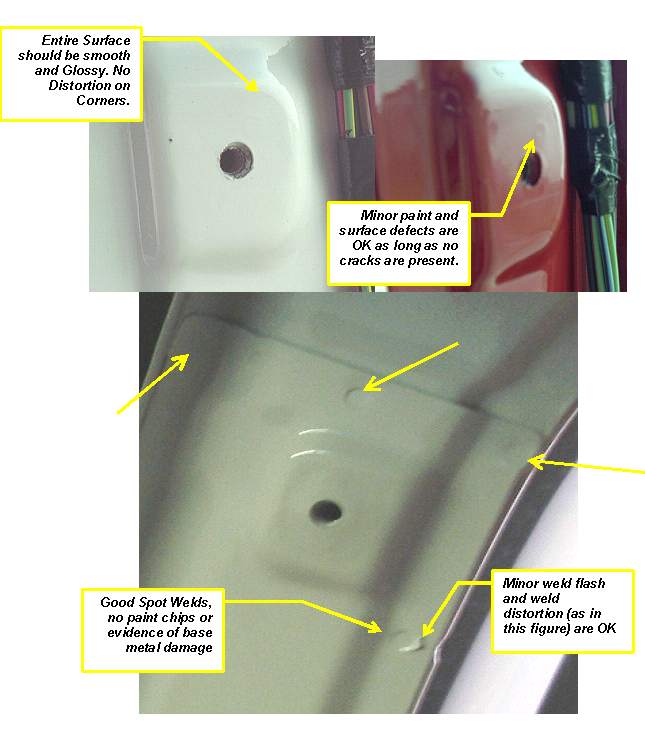 Entire Surface
should be smooth
and Glossy. No
Distortion on
Corners.
Minor paint and
surface defects are
OK as long as no
cracks are present.
Good Spot Welds,
no paint chips or
evidence of base
metal damage
Minor weld flash
and weld
distortion (as in
this figure) are OK